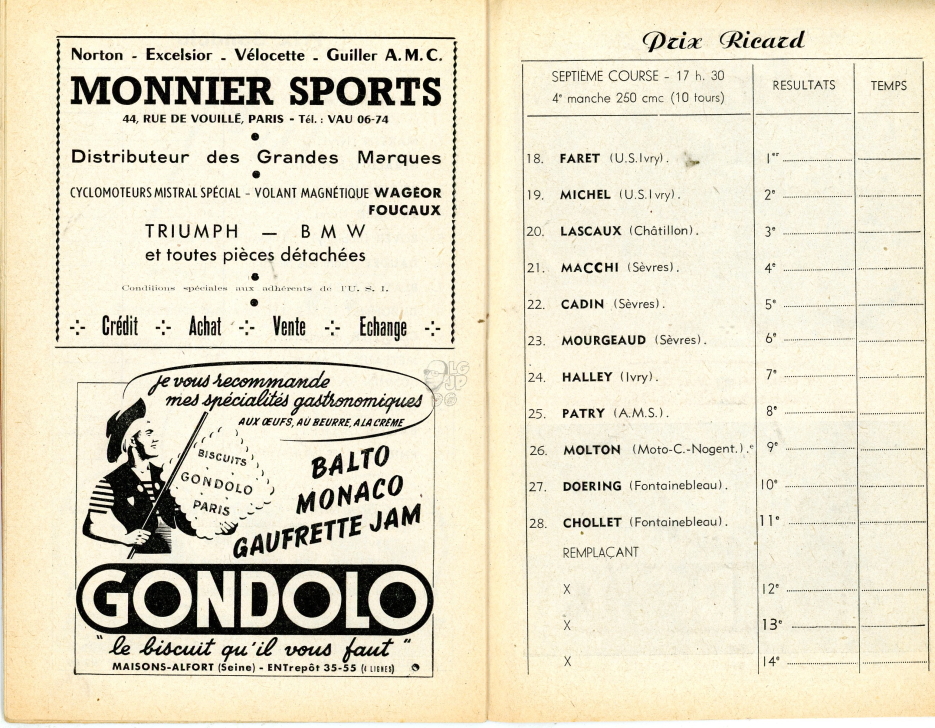 Norton - Excelsior - Vélocette - Guiller A.M.C.
MONNIER SPORTS
44, RUE DE VOUILLÉ, PARIS - Tél. : VAU 06-74
Distributeur des Grandes Marques
CYCLOMOTEURS MISTRAL SPÉCIAL - VOLANT MAGNÉTIQUE WAGÉOR
FOUCAUX
TRIUMPH — BMW
et toutes pièces détachées
Conditions spéciales aux adhérents de l'U. S. I.
-:- Crédit -:- Achat -:- Vente -:- Echange -:-
je vous recommande
mes spécialités gastronomiques
AUX ŒUFS, AU BEURRE, A LA CRÈME
BISCUITS
GONDOLO
PARIS
BALTO
MONACO
GAUFRETTE JAM
GONDOLO
"le biscuit qu'il vous faut"
MAISONS-ALFORT (Seine) - ENTrepôt 35-55 (4 LIGNES)
LG
JP
PG
Prix Ricard
SEPTIÈME COURSE - 17 h. 30
4e manche 250 cmc (10 tours)
RESULTATS
TEMPS
18. FARET (U.S.Ivry). 1er
19. MICHEL (U.S.Ivry). 2e
20. LASCAUX (Châtillon). 3e
21. MACCHI (Sèvres). 4e
22. CADIN (Sèvres). 5e
23. MOURGEAUD (Sèvres). 6e
24. HALLEY (Ivry). 7e
25. PATRY (A.M.S.). 8e
26. MOLTON (Moto-C.-Nogent.).e 9e
27. DOERING (Fontainebleau). 10e
28. CHOLLET (Fontainebleau). 11e
REMPLAÇANT
X 12e
X 13e
X 14e